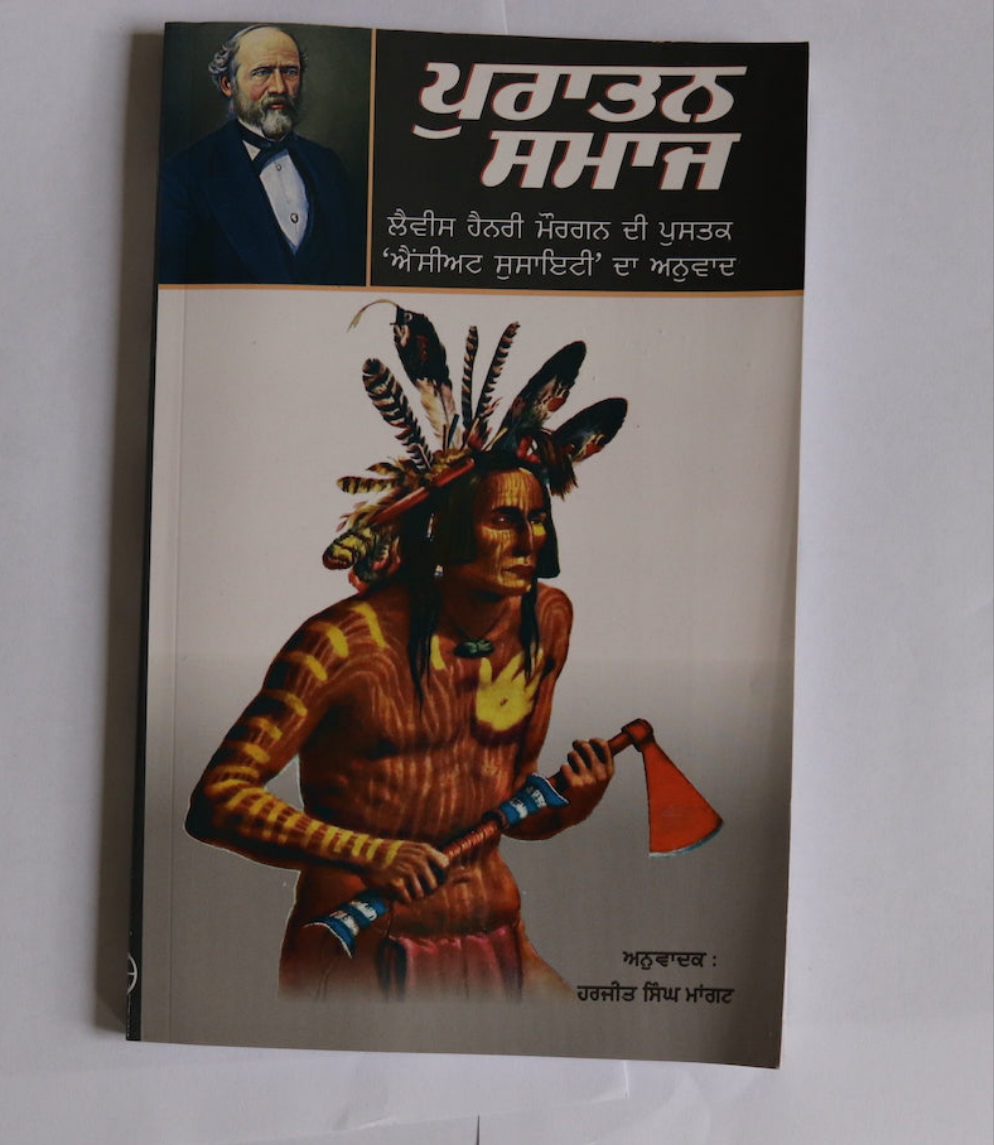 ਪੁਰਾਤਨ
ਸਮਾਜ
ਲੈਵੀਸ ਹੈਨਰੀ ਮੌਰਗਨ ਦੀ ਪੁਸਤਕ
‘ਐਂਸੀਅਟ ਸੁਸਾਇਟੀ’ ਦਾ ਅਨੁਵਾਦ
ਅਨੁਵਾਦਕ :
ਹਰਜੀਤ ਸਿੰਘ ਮਾਂਗਟ